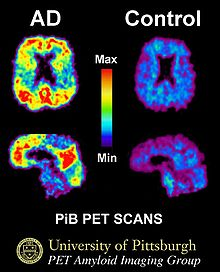 AD Control
Max
Min
PiB PET SCANS
University of Pittsburgh
PET Amyloid Imaging Group